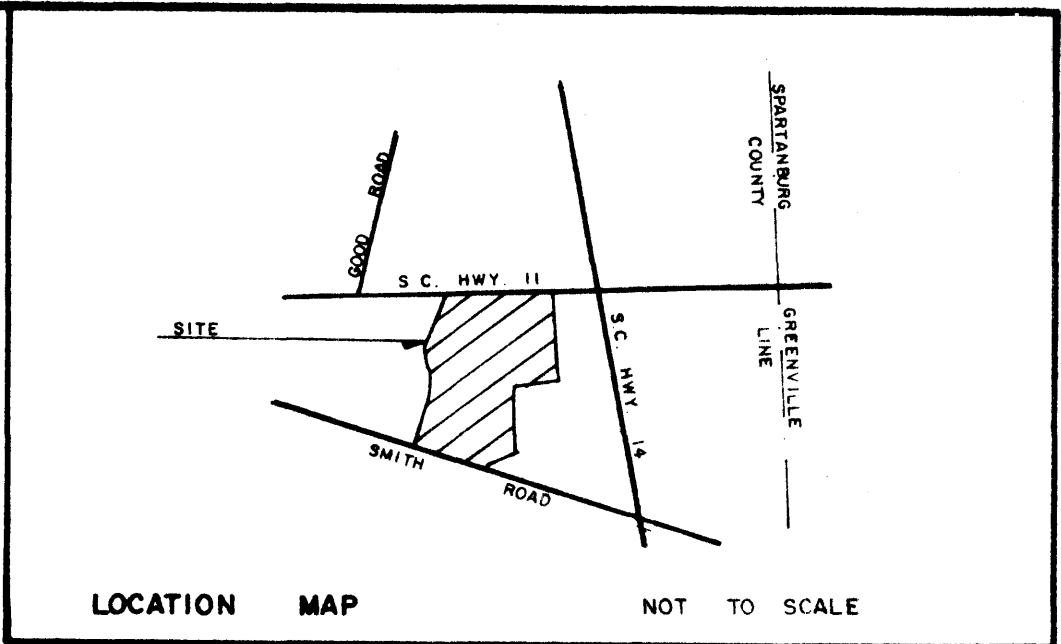 SPARTANBURG
COUNTY
GOOD ROAD
S C. HWY. 11
SITE
S.C. HWY. 14
GREENVILLE
LINE
SMITH ROAD
LOCATION MAP
NOT TO SCALE